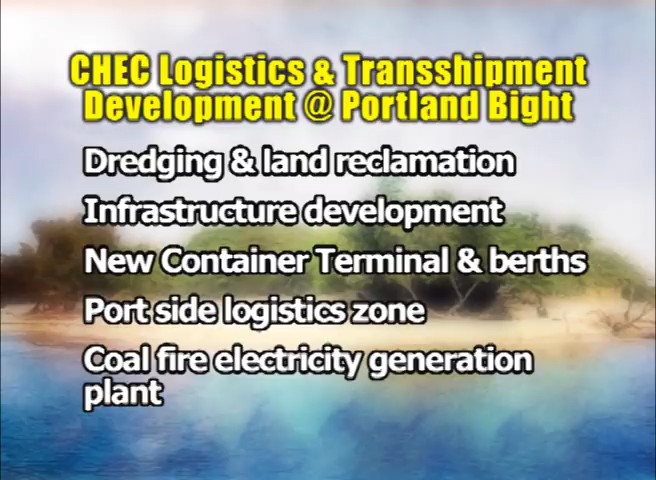 CHEC Logistics & Transshipment
Development @ Portland Bight
Dredging & land reclamation
Infrastructure development
New Container Terminal & berths
Port side logistics zone
Coal fire electricity generation
plant